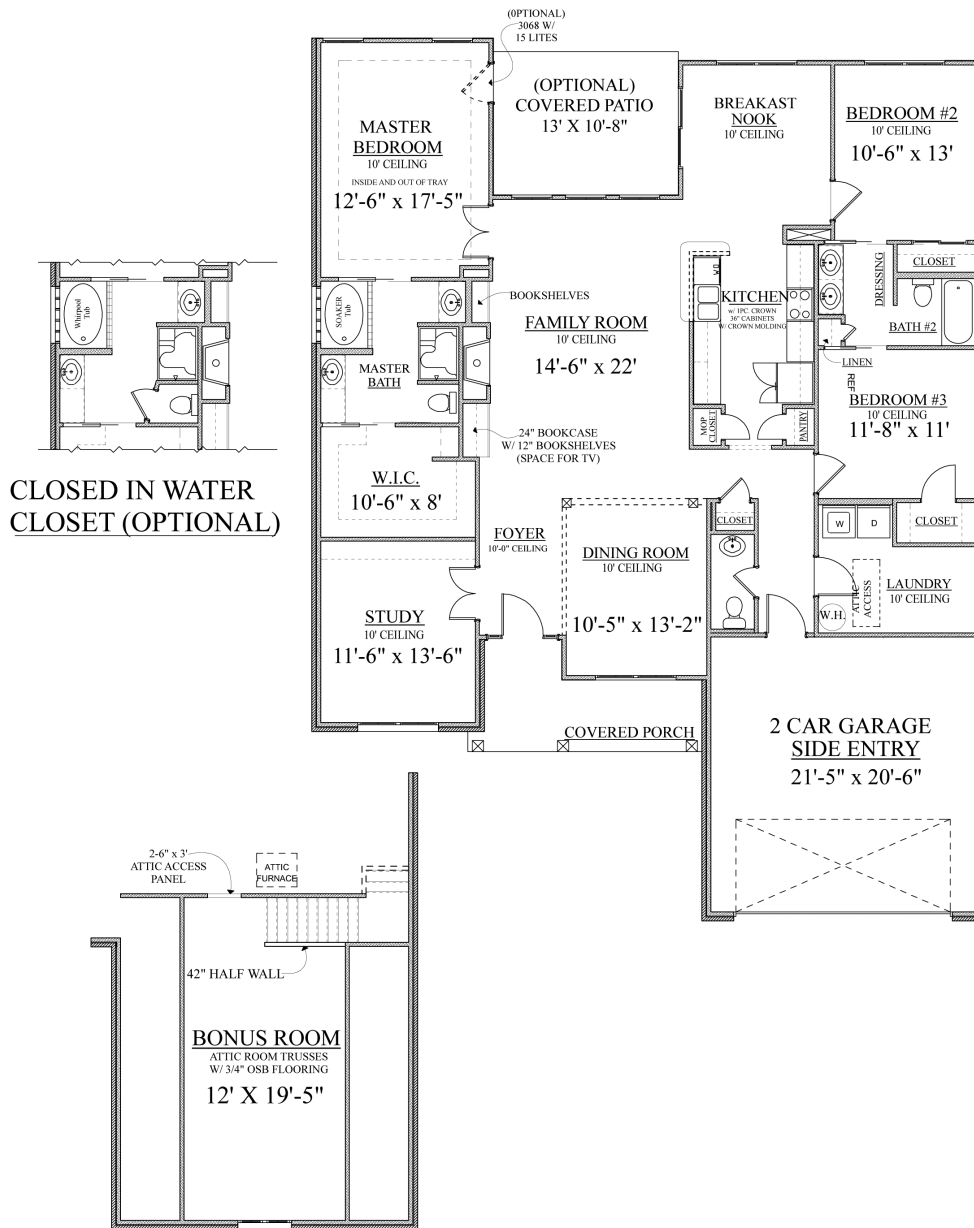 (0PTIONAL)
3068 W/
15 LITES
(OPTIONAL)
COVERED PATIO
13' X 10'-8"
MASTER
BEDROOM
10' CEILING
INSIDE AND OUT OF TRAY
12'-6" x 17'-5"
BREAKAST
NOOK
10' CEILING
BEDROOM #2
10' CEILING
10'-6" x 13'
CLOSET
DRESSING
BATH #2
LINEN
REF
BEDROOM #3
10' CEILING
11'-8" x 11'
CLOSET
KITCHEN
w/ 1PC. CROWN
36" CABINETS
W/ CROWN MOLDING
MOP
CLOSET
PANTRY
BOOKSHELVES
FAMILY ROOM
10' CEILING
14'-6" x 22'
24" BOOKCASE
W/ 12" BOOKSHELVES
(SPACE FOR TV)
SOAKER
Tub
MASTER
BATH
W.I.C.
10'-6" x 8'
Whirlpool
Tub
CLOSED IN WATER
CLOSET (OPTIONAL)
FOYER
10'-0" CEILING
DINING ROOM
10' CEILING
10'-5" x 13'-2"
CLOSET
W
D
LAUNDRY
10' CEILING
ATTIC
ACCESS
W.H.
STUDY
10' CEILING
11'-6" x 13'-6"
COVERED PORCH
2 CAR GARAGE
SIDE ENTRY
21'-5" x 20'-6"
2-6" x 3'
ATTIC ACCESS
PANEL
ATTIC
FURNACE
42" HALF WALL
BONUS ROOM
ATTIC ROOM TRUSSES
W/ 3/4" OSB FLOORING
12' X 19'-5"